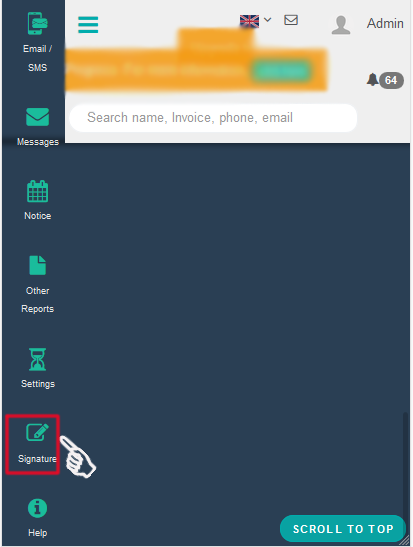 Email /
SMS
Admin
64
Search name, Invoice, phone, email
Messages
Notice
Other
Reports
Settings
Signature
Help
SCROLL TO TOP